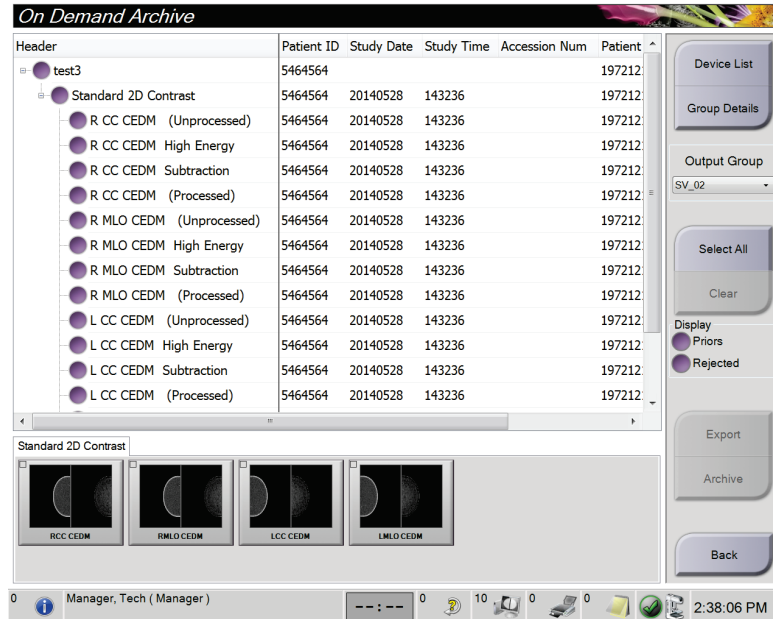 On Demand Archive
Header Patient ID Study Date Study Time Accession Num Patient
test3 5464564 1972121
Standard 2D Contrast 5464564 20140528 143236 197212
R CC CEDM (Unprocessed) 5464564 20140528 143236 197212
R CC CEDM High Energy 5464564 20140528 143236 197212
R CC CEDM Subtraction 5464564 20140528 143236 197212
R CC CEDM (Processed) 5464564 20140528 143236 197212
R MLO CEDM (Unprocessed) 5464564 20140528 143236 197212
R MLO CEDM High Energy 5464564 20140528 143236 197212
R MLO CEDM Subtraction 5464564 20140528 143236 197212
R MLO CEDM (Processed) 5464564 20140528 143236 197212
L CC CEDM (Unprocessed) 5464564 20140528 143236 197212
L CC CEDM High Energy 5464564 20140528 143236 197212
L CC CEDM Subtraction 5464564 20140528 143236 197212
L CC CEDM (Processed) 5464564 20140528 143236 197212
Device List
Group Details
Output Group
SV_02
Select All
Clear
Display
Priors
Rejected
Export
Archive
Back
Standard 2D Contrast
RCC CEDM RMLO CEDM LCC CEDM LMLO CEDM
0 Manager, Tech ( Manager ) --:-- 0 10 0 0 2:38:06 PM